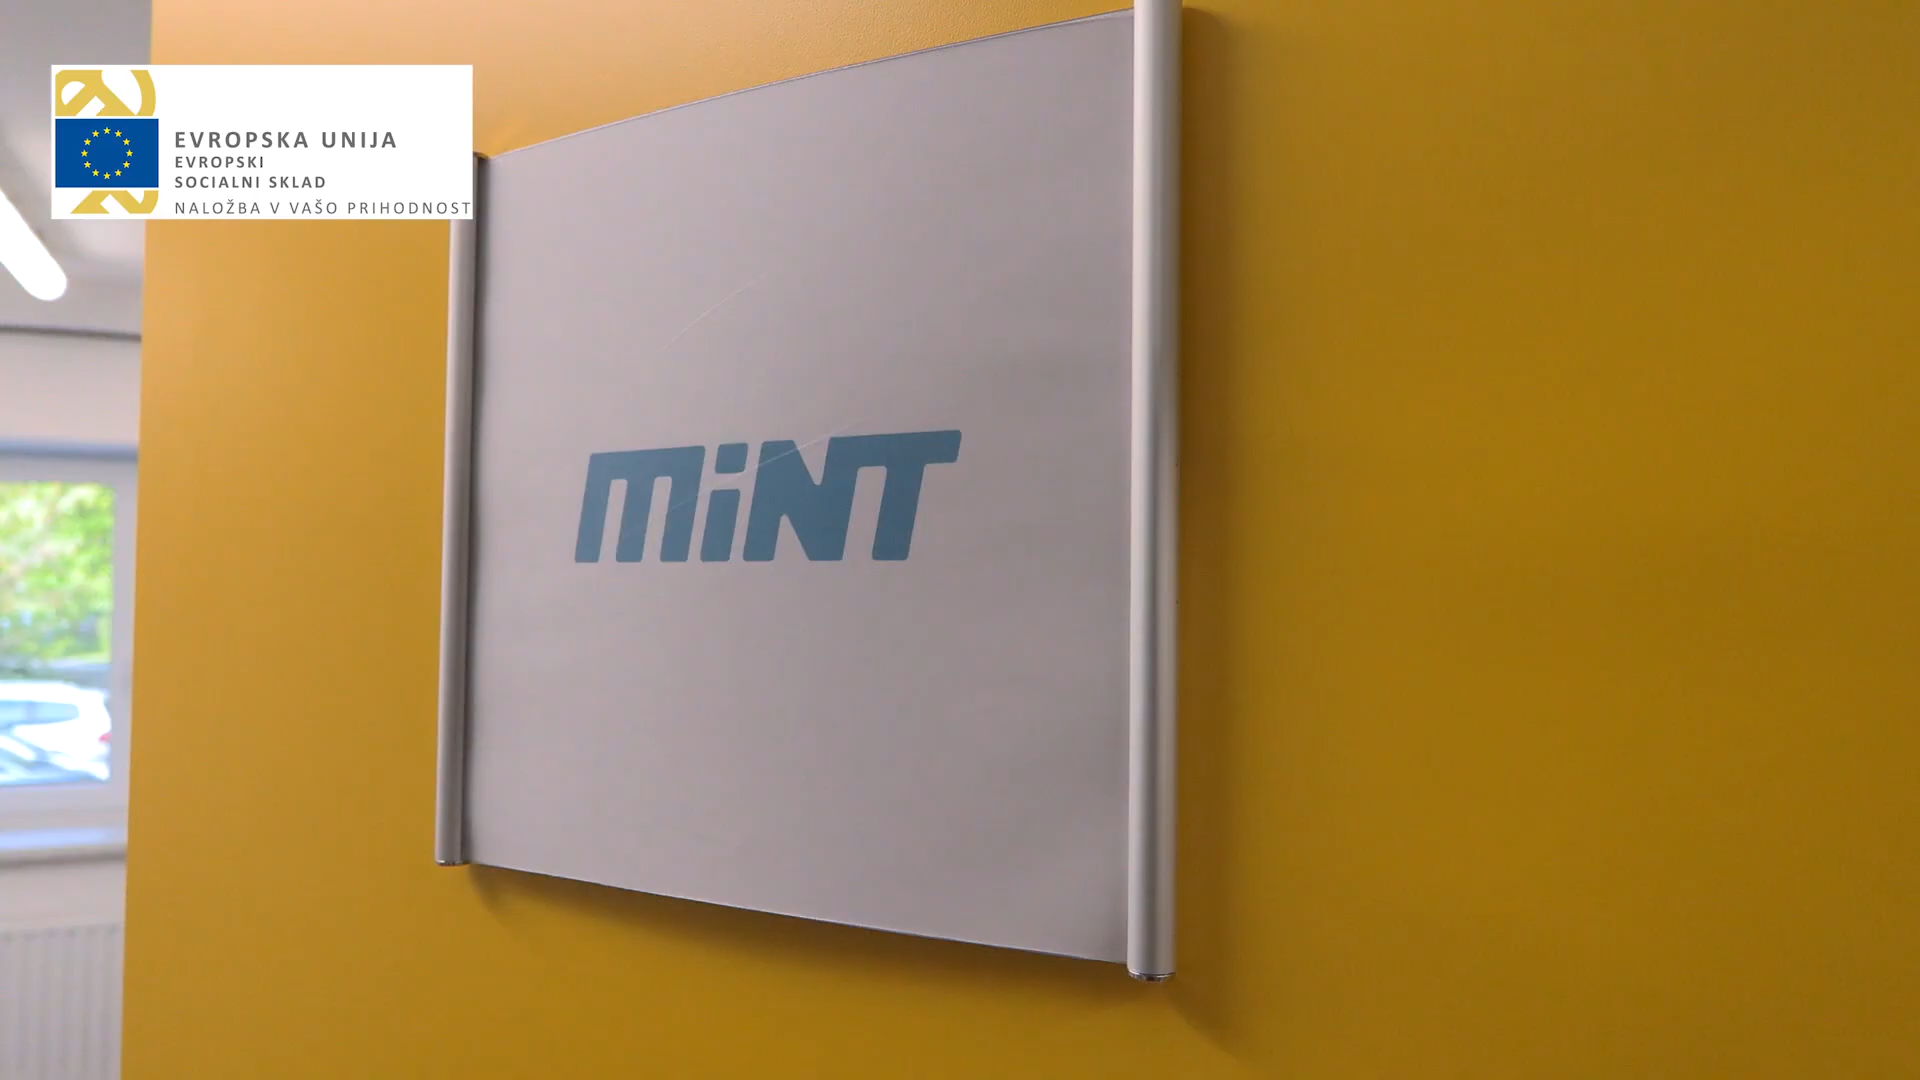 EVROPSKA UNIJA
EVROPSKI
SOCIALNI SKLAD
NALOŽBA V VAŠO PRIHODNOST
MiNT